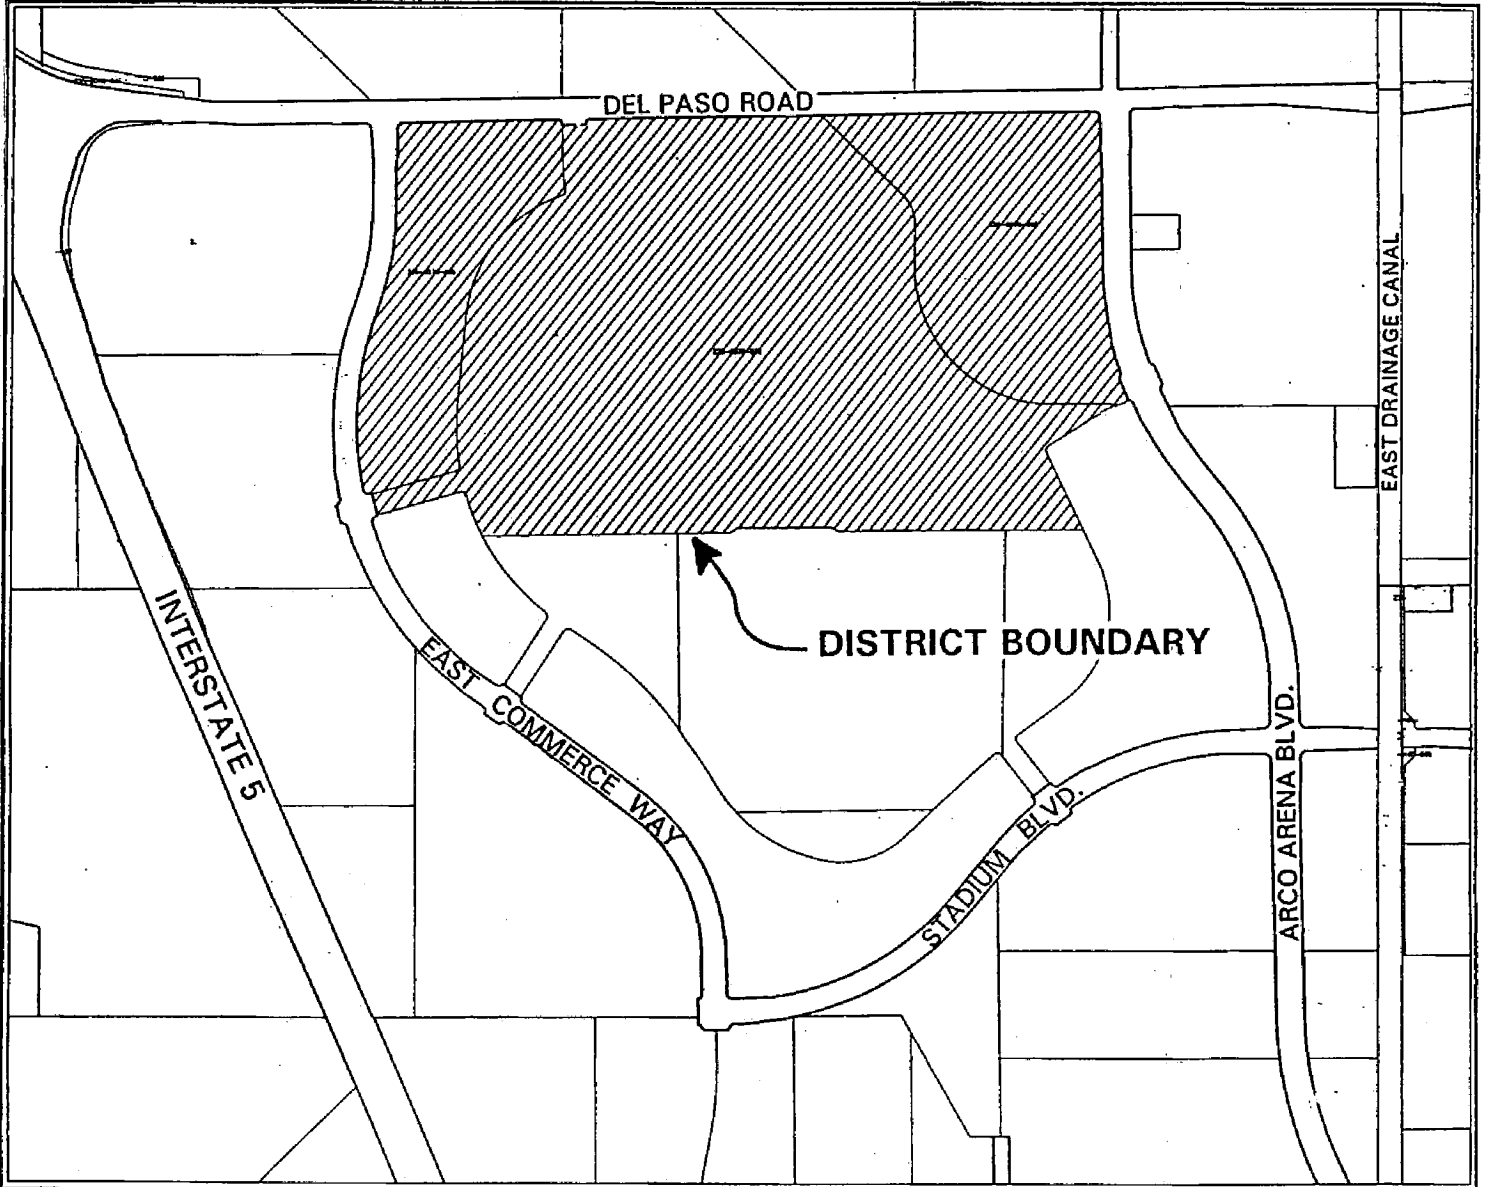 DEL PASO ROAD
EAST DRAINAGE CANAL
DISTRICT BOUNDARY
INTERSTATE 5
EAST COMMERCE WAY
STADIUM BLVD.
ARCO ARENA BLVD.